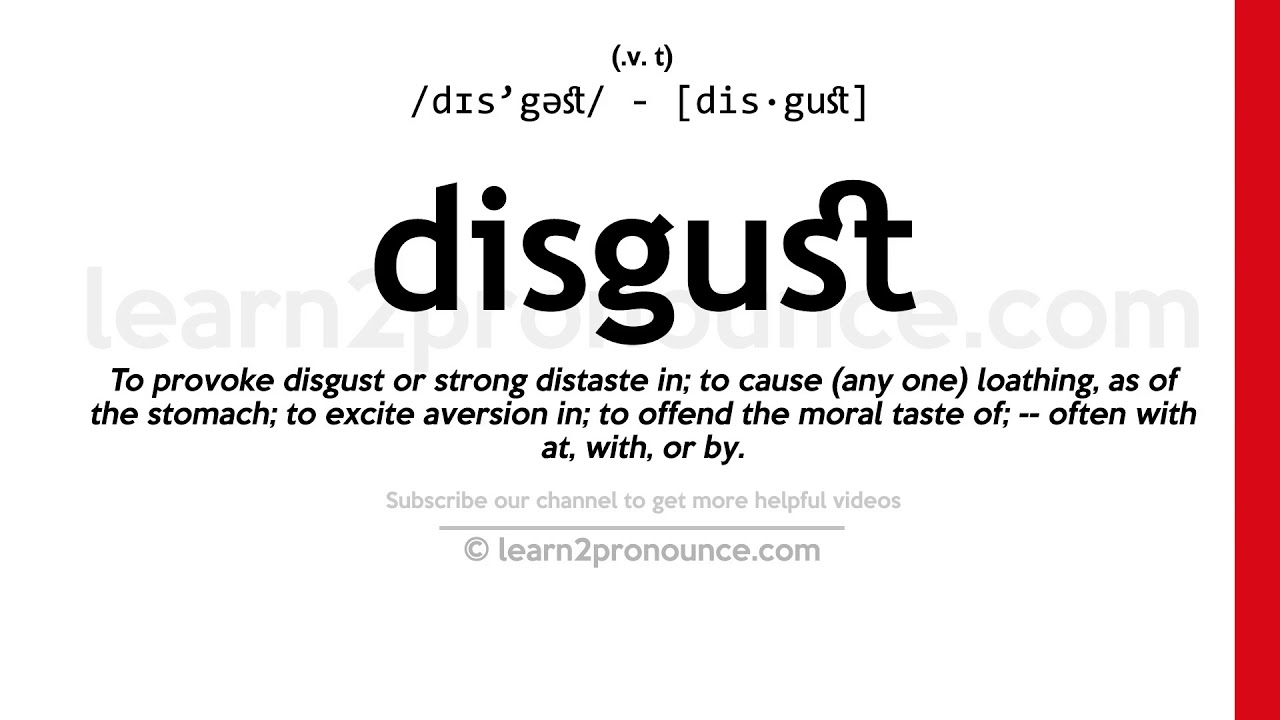 (.v. t)
/dɪs’gəst/ - [dis·gust]
disgust
learn2pronounce.com
To provoke disgust or strong distaste in; to cause (any one) loathing, as of
the stomach; to excite aversion in; to offend the moral taste of; -- often with
at, with, or by.
Subscribe our channel to get more helpful videos
© learn2pronounce.com